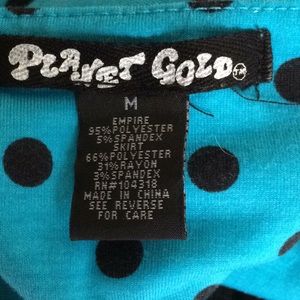 PLANET GOLD TM
M
EMPIRE
95%POLYESTER
5%SPANDEX
SKIRT
66%POLYESTER
31%RAYON
3%SPANDEX
RN#104318
MADE IN CHINA
SEE REVERSE
FOR CARE